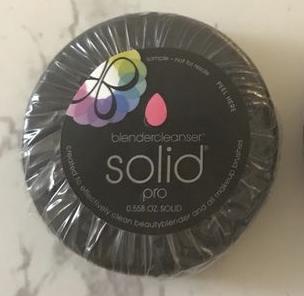 sample - not for resale
PEEL HERE
blendercleanser®
solid®
pro
0.558 OZ. SOLID
created to effectively clean beautyblender and all makeup brushes